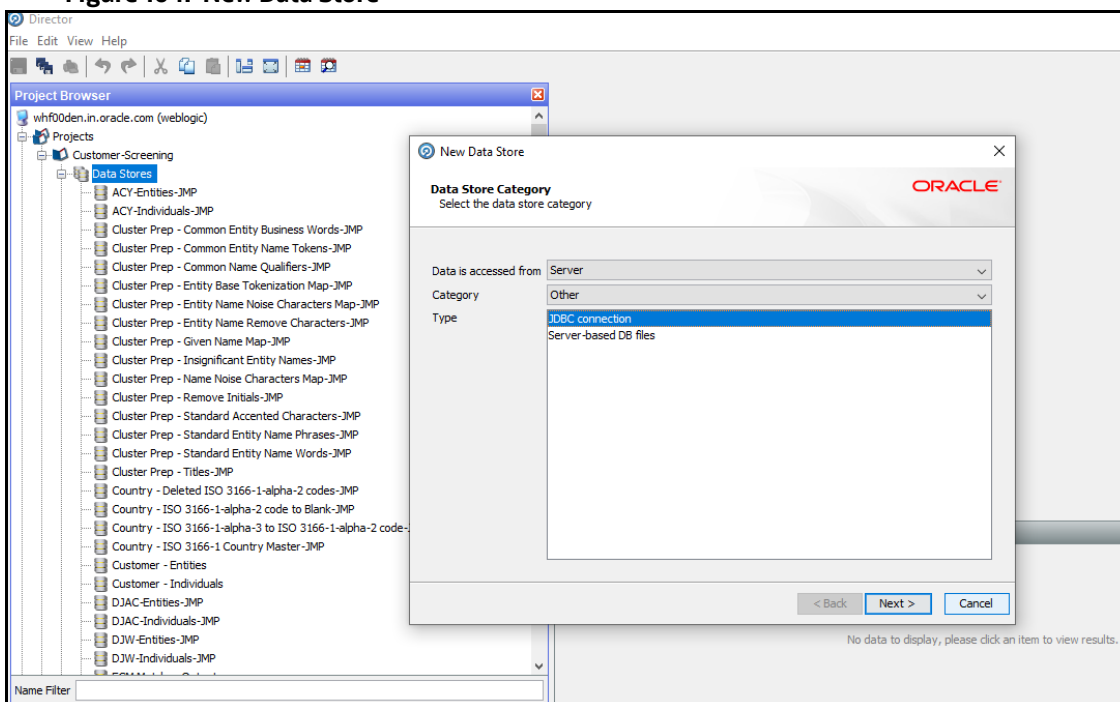 Director
File Edit View Help
Project Browser
whf00den.in.oracle.com (weblogic)
Projects
Customer-Screening
Data Stores
ACY-Entities-JMP
ACY-Individuals-JMP
Cluster Prep - Common Entity Business Words-JMP
Cluster Prep - Common Entity Name Tokens-JMP
Cluster Prep - Common Name Qualifiers-JMP
Cluster Prep - Entity Base Tokenization Map-JMP
Cluster Prep - Entity Name Noise Characters Map-JMP
Cluster Prep - Entity Name Remove Characters-JMP
Cluster Prep - Given Name Map-JMP
Cluster Prep - Insignificant Entity Names-JMP
Cluster Prep - Name Noise Characters Map-JMP
Cluster Prep - Remove Initials-JMP
Cluster Prep - Standard Accented Characters-JMP
Cluster Prep - Standard Entity Name Phrases-JMP
Cluster Prep - Standard Entity Name Words-JMP
Cluster Prep - Titles-JMP
Country - Deleted ISO 3166-1-alpha-2 codes-JMP
Country - ISO 3166-1-alpha-2 code to Blank-JMP
Country - ISO 3166-1-alpha-3 to ISO 3166-1-alpha-2 code-
Country - ISO 3166-1 Country Master-JMP
Customer - Entities
Customer - Individuals
DJAC-Entities-JMP
DJAC-Individuals-JMP
DJW-Entities-JMP
DJW-Individuals-JMP
Name Filter
New Data Store
Data Store Category
Select the data store category
ORACLE
Data is accessed from Server
Category Other
Type JDBC connection
Server-based DB files
< Back Next > Cancel
No data to display, please click an item to view results.